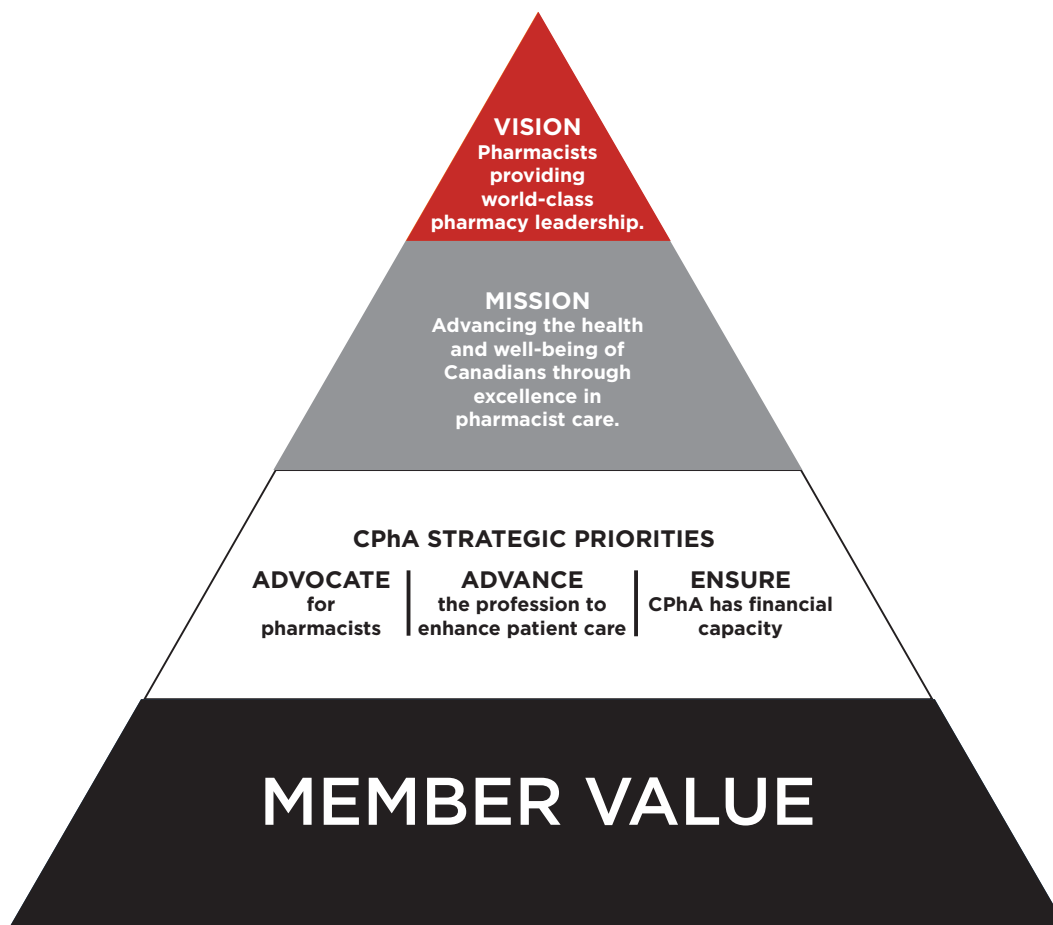 VISION
Pharmacists
providing
world-class
pharmacy leadership.
MISSION
Advancing the health
and well-being of
Canadians through
excellence in
pharmacist care.
CPhA STRATEGIC PRIORITIES
ADVOCATE
for
pharmacists
ADVANCE
the profession to
enhance patient care
ENSURE
CPhA has financial
capacity
MEMBER VALUE